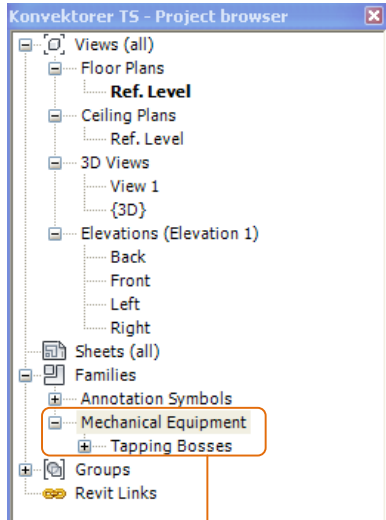 Konvektorer TS - Project browser
Views (all)
Floor Plans
Ref. Level
Ceiling Plans
Ref. Level
3D Views
View 1
{3D}
Elevations (Elevation 1)
Back
Front
Left
Right
Sheets (all)
Families
Annotation Symbols
Mechanical Equipment
Tapping Bosses
Groups
Revit Links